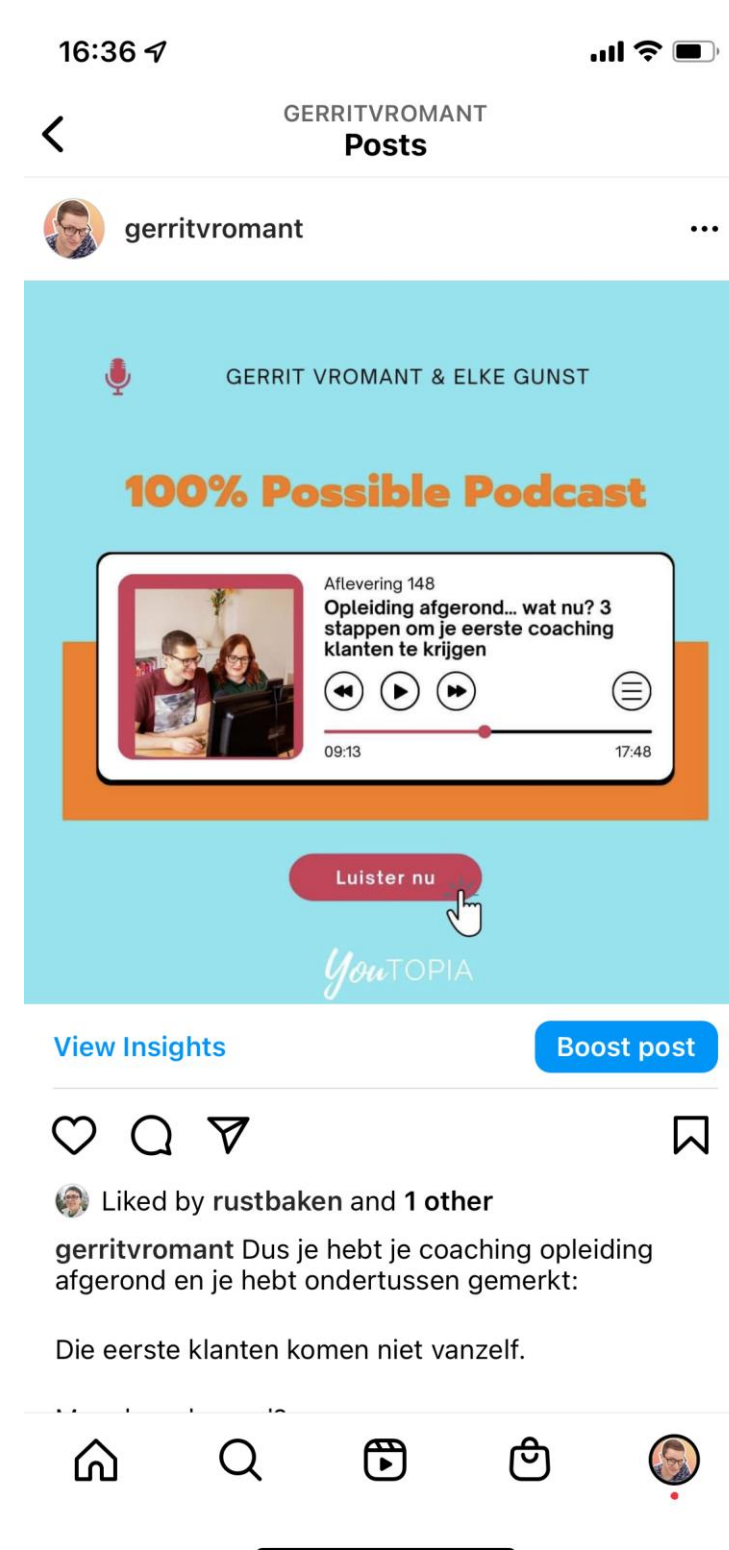 16:36
GERRITVROMANT
Posts
gerritvromant
GERRIT VROMANT & ELKE GUNST
100% Possible Podcast
Aflevering 148
Opleiding afgerond... wat nu? 3
stappen om je eerste coaching
klanten te krijgen
09:13
17:48
Luister nu
YouTOPIA
View Insights
Boost post
Liked by rustbaken and 1 other
gerritvromant Dus je hebt je coaching opleiding
afgerond en je hebt ondertussen gemerkt:
Die eerste klanten komen niet vanzelf.